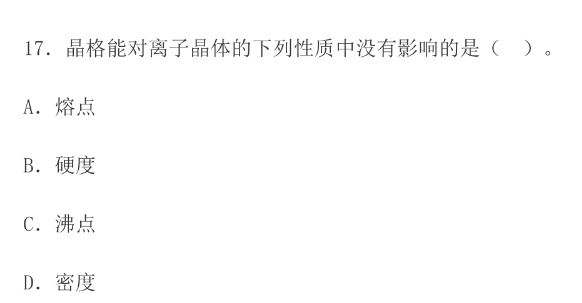 17. 晶格能对离子晶体的下列性质中没有影响的是（　）。
A. 熔点
B. 硬度
C. 沸点
D. 密度